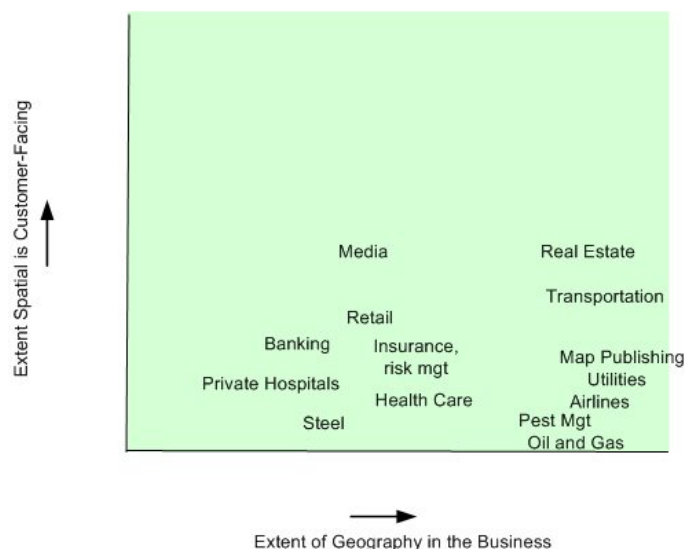 Extent Spatial is Customer-Facing
Media
Real Estate
Transportation
Retail
Banking
Insurance,
risk mgt
Map Publishing
Utilities
Private Hospitals
Health Care
Airlines
Steel
Pest Mgt
Oil and Gas
Extent of Geography in the Business